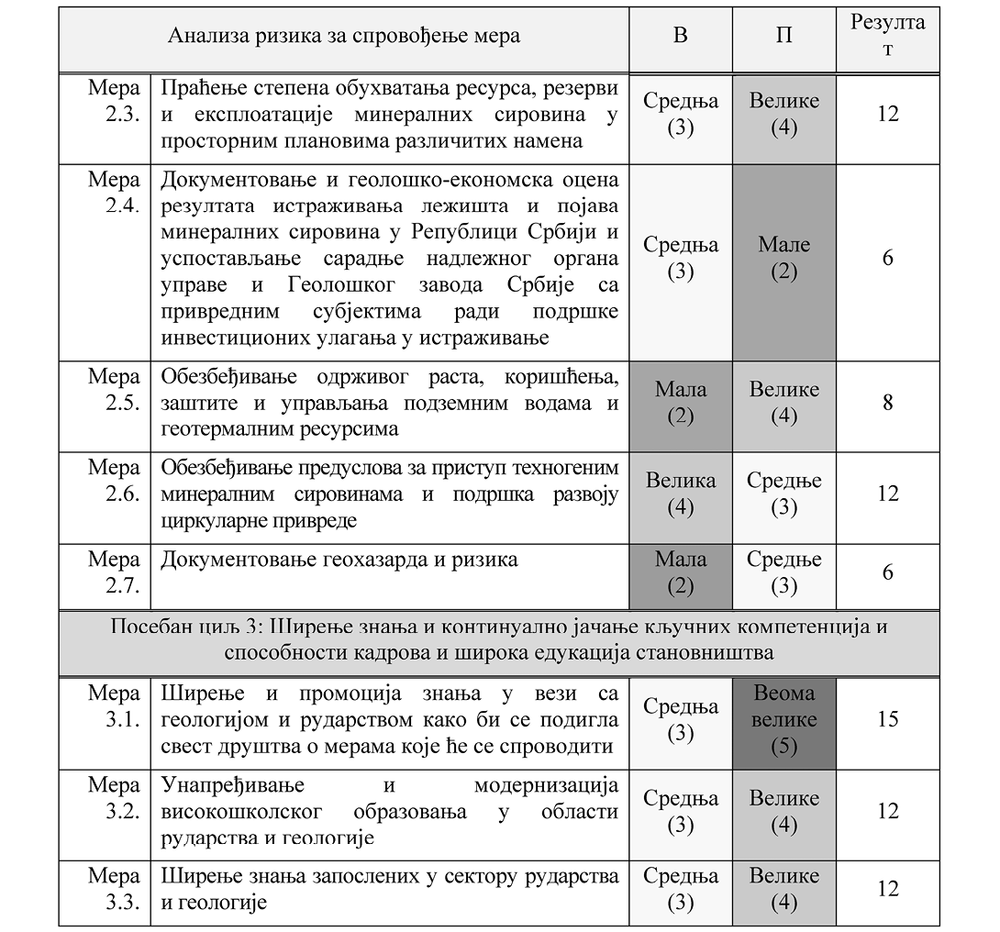 Анализа ризика за спровођење мера
В
П
Резулта
т
Мера
2.3.
Праћење степена обухватања ресурса, резерви
и експлоатације минералних сировина у
просторним плановима различитих намена
Средња
(3)
Велике
(4)
12
Мера
2.4.
Документовање и геолошко-економска оцена
резултата истраживања лежишта и појава
минералних сировина у Републици Србији и
успостављање сарадње надлежног органа
управе и Геолошког завода Србије са
привредним субјектима ради подршке
инвестиционих улагања у истраживање
Средња
(3)
Мале
(2)
6
Мера
2.5.
Обезбеђивање одрживог раста, коришћења,
заштите и управљања подземним водама и
геотермалним ресурсима
Мала
(2)
Велике
(4)
8
Мера
2.6.
Обезбеђивање предуслова за приступ техногеним
минералним сировинама и подршка развоју
циркуларне привреде
Велика
(4)
Средње
(3)
12
Мера
2.7.
Документовање геохазарда и ризика
Мала
(2)
Средње
(3)
6
Посебан циљ 3: Ширење знања и континуално јачање кључних компетенција и
способности кадрова и широка едукација становништва
Мера
3.1.
Ширење и промоција знања у вези са
геологијом и рударством како би се подигла
свест друштва о мерама које ће се спроводити
Средња
(3)
Веома
велике
(5)
15
Мера
3.2.
Унапређивање и модернизација
високошколског образовања у области
рударства и геологије
Средња
(3)
Велике
(4)
12
Мера
3.3.
Ширење знања запослених у сектору рударства
и геологије
Средња
(3)
Велике
(4)
12